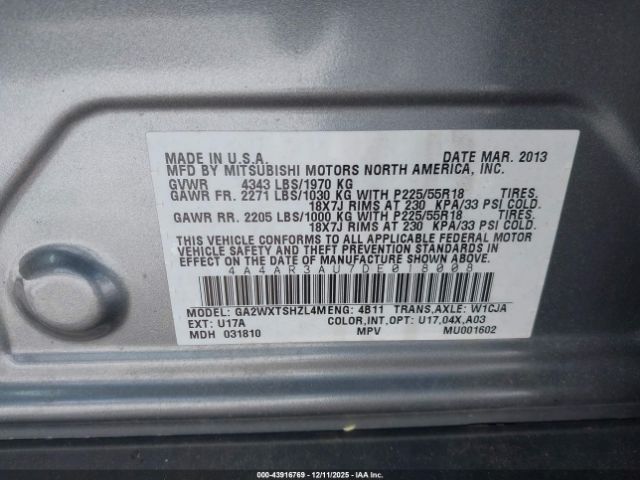 MADE IN U.S.A. DATE MAR. 2013
MFD BY MITSUBISHI MOTORS NORTH AMERICA, INC.
GVWR 4343 LBS/1970 KG
GAWR FR. 2271 LBS/1030 KG WITH P225/55R18 TIRES.
18X7J RIMS AT 230 KPA/33 PSI COLD.
GAWR RR. 2205 LBS/1000 KG WITH P225/55R18 TIRES.
18X7J RIMS AT 230 KPA/33 PSI COLD.
THIS VEHICLE CONFORMS TO ALL APPLICABLE FEDERAL MOTOR
VEHICLE SAFETY AND THEFT PREVENTION STANDARDS IN
EFFECT ON THE DATE OF MANUFACTURE SHOWN ABOVE.
4A4AR3AU7DE018008
MODEL: GA2WXTSHZL4M ENG: 4B11 TRANS,AXLE: W1CJA
EXT: U17A COLOR,INT,OPT: U17,04X,A03
MDH 031810 MPV MU001602
200 - 43916769 - 12/11/2025 - IAA Inc.